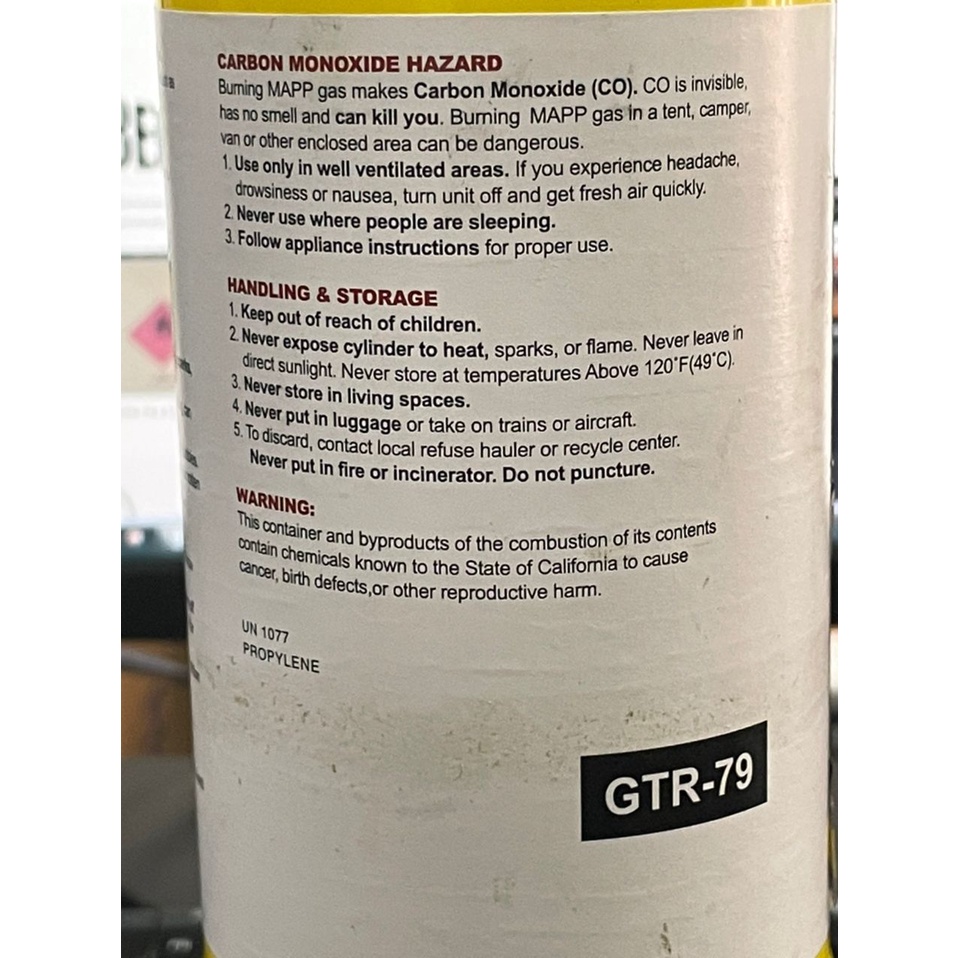 CARBON MONOXIDE HAZARD
Burning MAPP gas makes Carbon Monoxide (CO). CO is invisible,
has no smell and can kill you. Burning MAPP gas in a tent, camper,
van or other enclosed area can be dangerous.
1. Use only in well ventilated areas. If you experience headache,
drowsiness or nausea, turn unit off and get fresh air quickly.
2. Never use where people are sleeping.
3. Follow appliance instructions for proper use.
HANDLING & STORAGE
1. Keep out of reach of children.
2. Never expose cylinder to heat, sparks, or flame. Never leave in
direct sunlight. Never store at temperatures Above 120°F(49°C).
3. Never store in living spaces.
4. Never put in luggage or take on trains or aircraft.
5. To discard, contact local refuse hauler or recycle center.
Never put in fire or incinerator. Do not puncture.
WARNING:
This container and byproducts of the combustion of its contents
contain chemicals known to the State of California to cause
cancer, birth defects,or other reproductive harm.
UN 1077
PROPYLENE
GTR-79